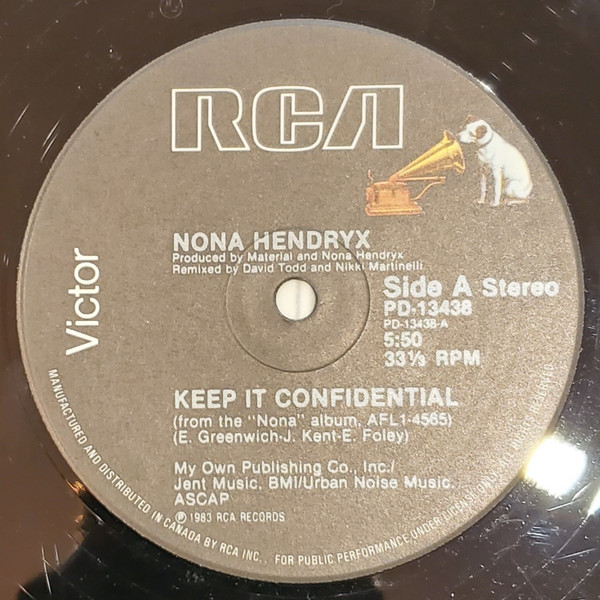 RCA
Victor
NONA HENDRYX
Produced by Material and Nona Hendryx
Remixed by David Todd and Nikki Martinelli
Side A Stereo
PD-13438
PD-13438-A
5:50
33⅓ RPM
KEEP IT CONFIDENTIAL
(from the "Nona" album, AFL1-4565)
(E. Greenwich-J. Kent-E. Foley)
My Own Publishing Co., Inc./
Jent Music, BMI/Urban Noise Music,
ASCAP
℗ 1983 RCA RECORDS
MANUFACTURED AND DISTRIBUTED IN CANADA BY RCA INC., FOR PUBLIC PERFORMANCE UNDER